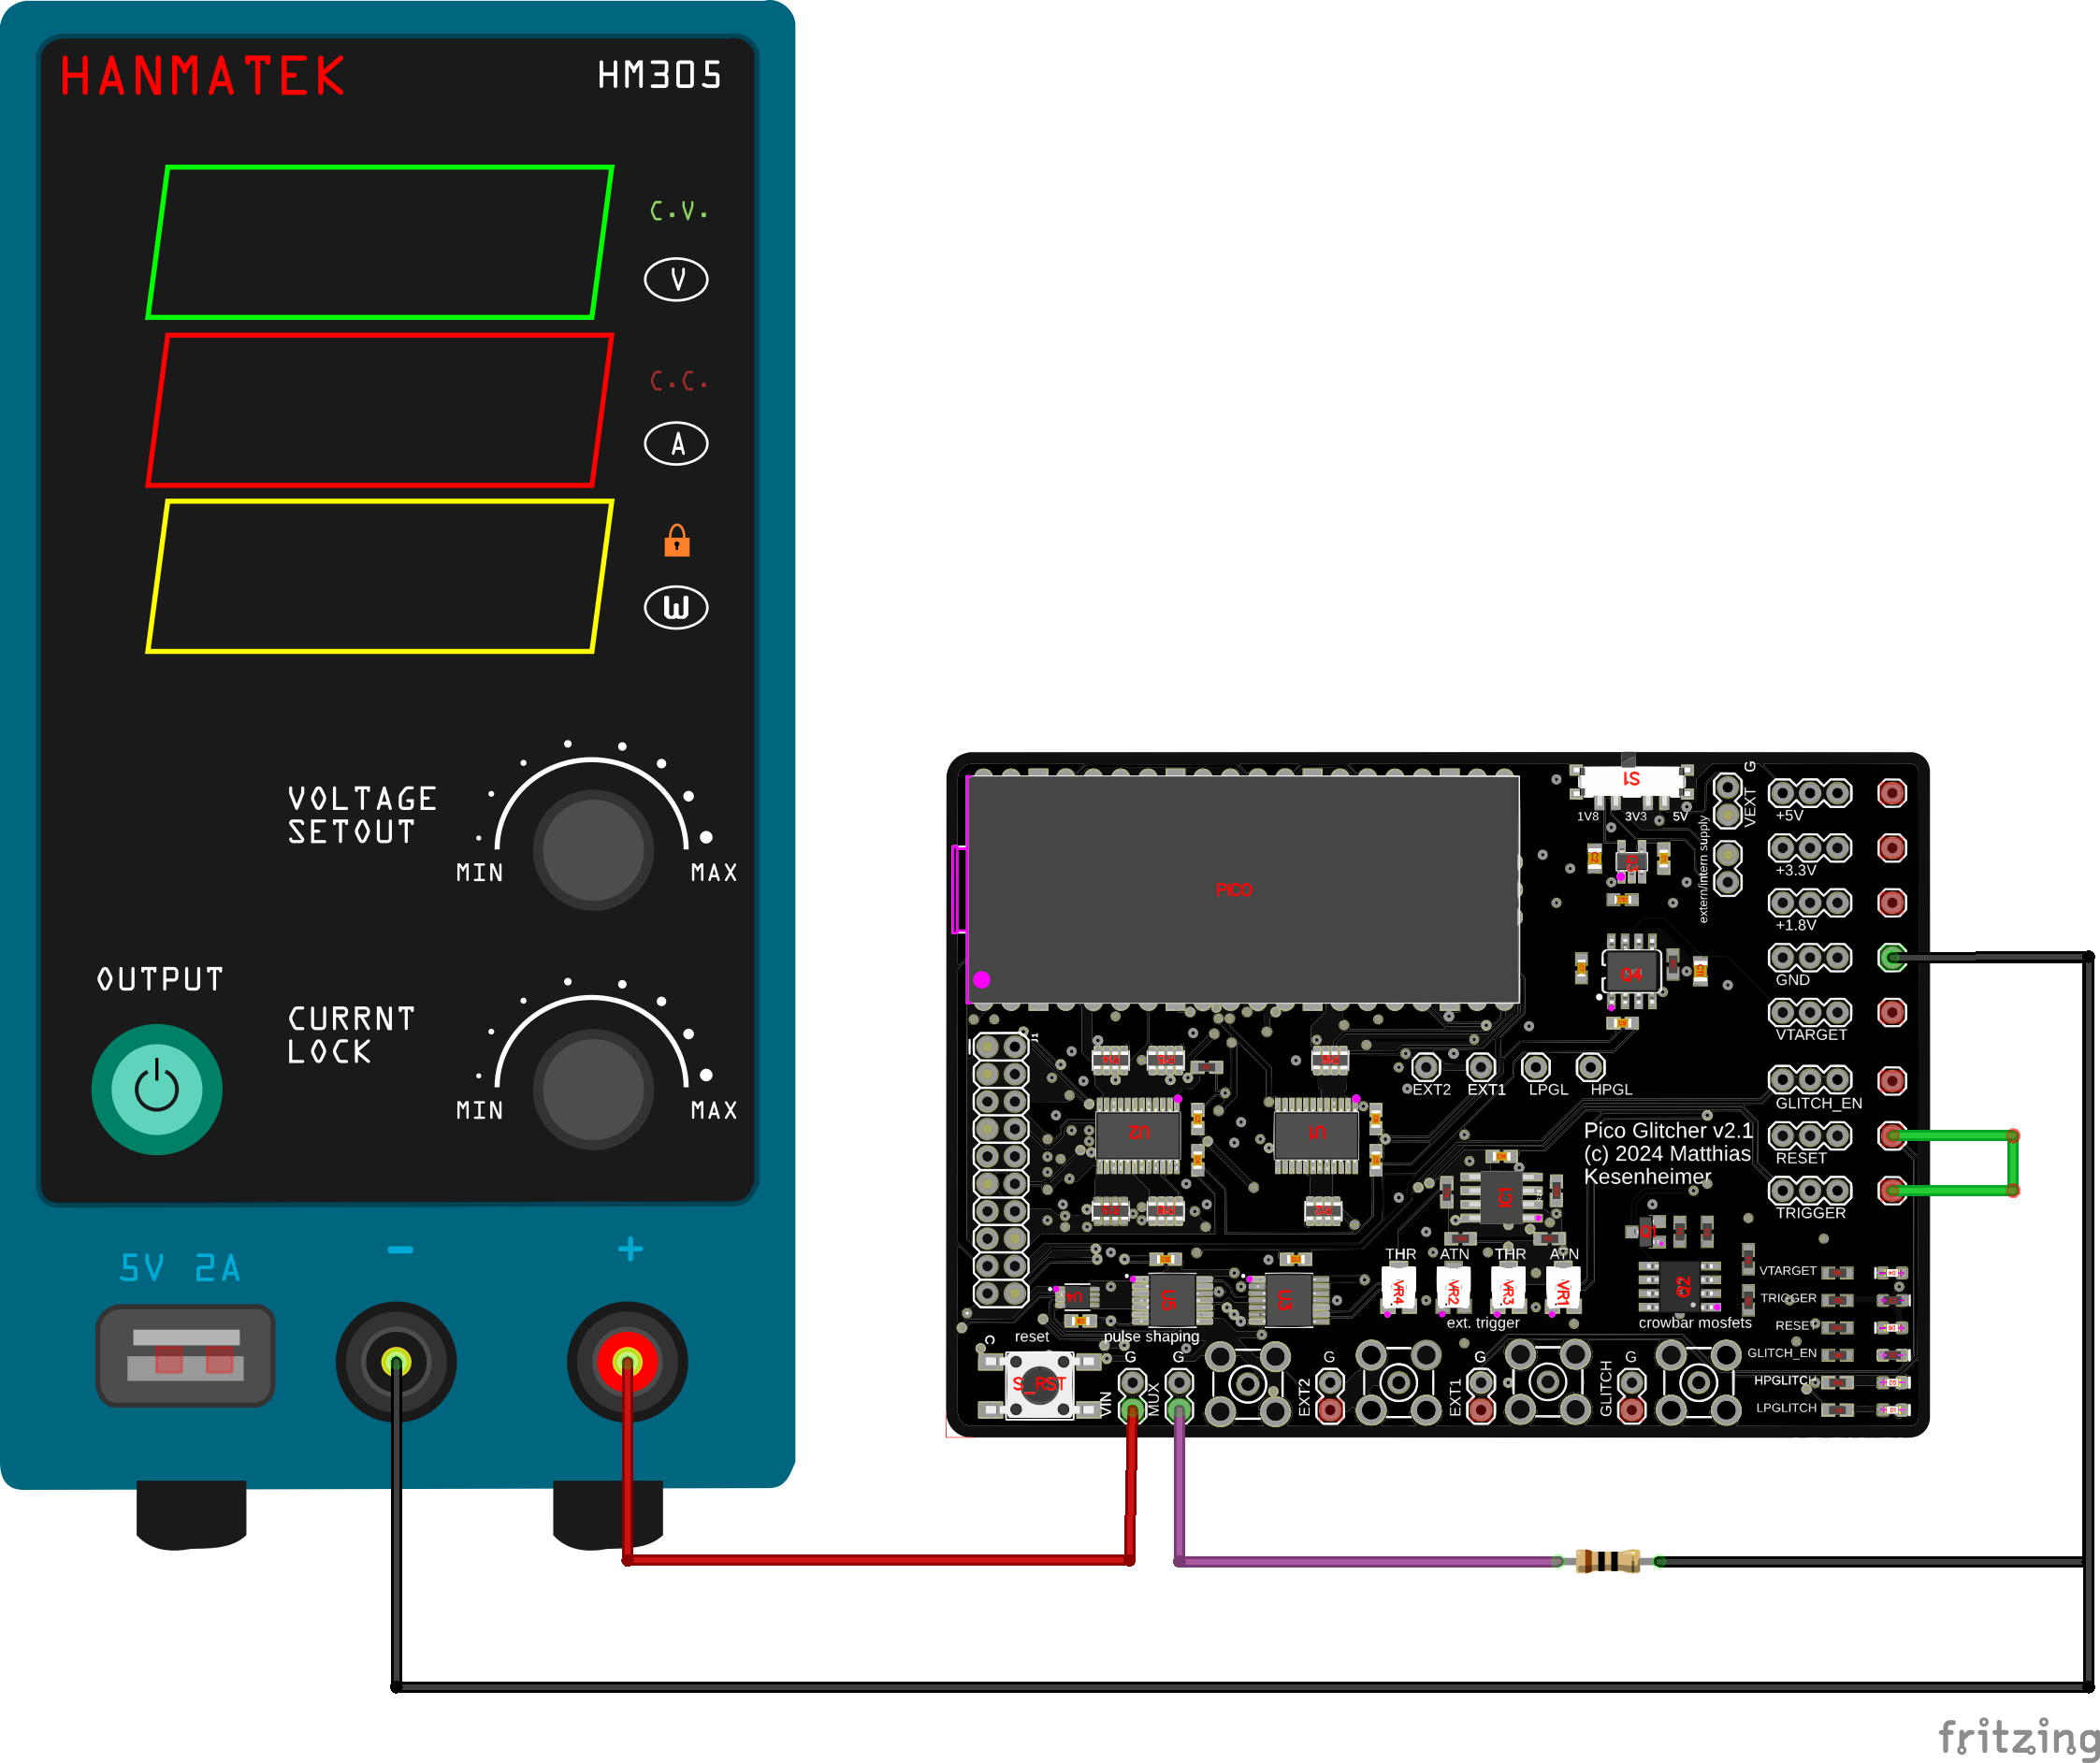 HANMATEK
HM305
C.V.
V
C.C.
A
W
VOLTAGE
SETOUT
MIN
MAX
OUTPUT
CURRNT
LOCK
MIN
MAX
5V 2A
-
+
PICO
S1
1V8
3V3
5V
G
VEXT
extern/intern supply
+5V
+3.3V
+1.8V
GND
VTARGET
GLITCH_EN
RESET
TRIGGER
EXT2
EXT1
LPGL
HPGL
Pico Glitcher v2.1
(c) 2024 Matthias
Kesenheimer
U2
U1
U4
U5
U3
Q1
Q2
THR
ATN
THR
ATN
VR4
VR2
VR3
VR1
ext. trigger
crowbar mosfets
reset
pulse shaping
S_RST
G
VIN
G
MUX
G
EXT2
G
EXT1
G
GLITCH
VTARGET
TRIGGER
RESET
GLITCH_EN
HPGLITCH
LPGLITCH
fritzing